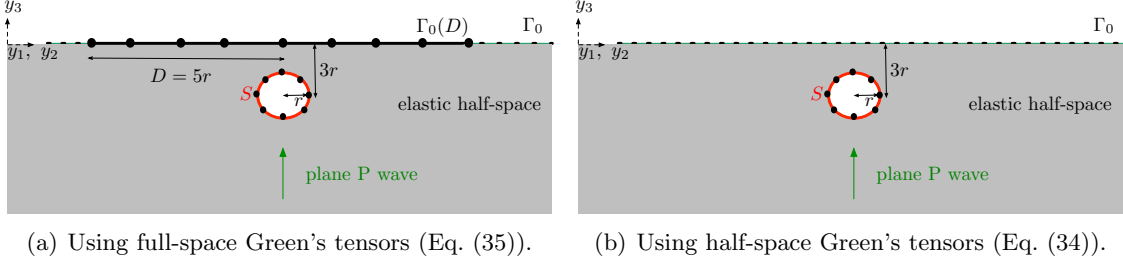 y₃
Γ₀(D)
Γ₀
y₁, y₂
D = 5r
3r
S
r
elastic half-space
plane P wave
(a) Using full-space Green's tensors (Eq. (35)).
y₃
Γ₀
y₁, y₂
3r
S
r
elastic half-space
plane P wave
(b) Using half-space Green's tensors (Eq. (34)).